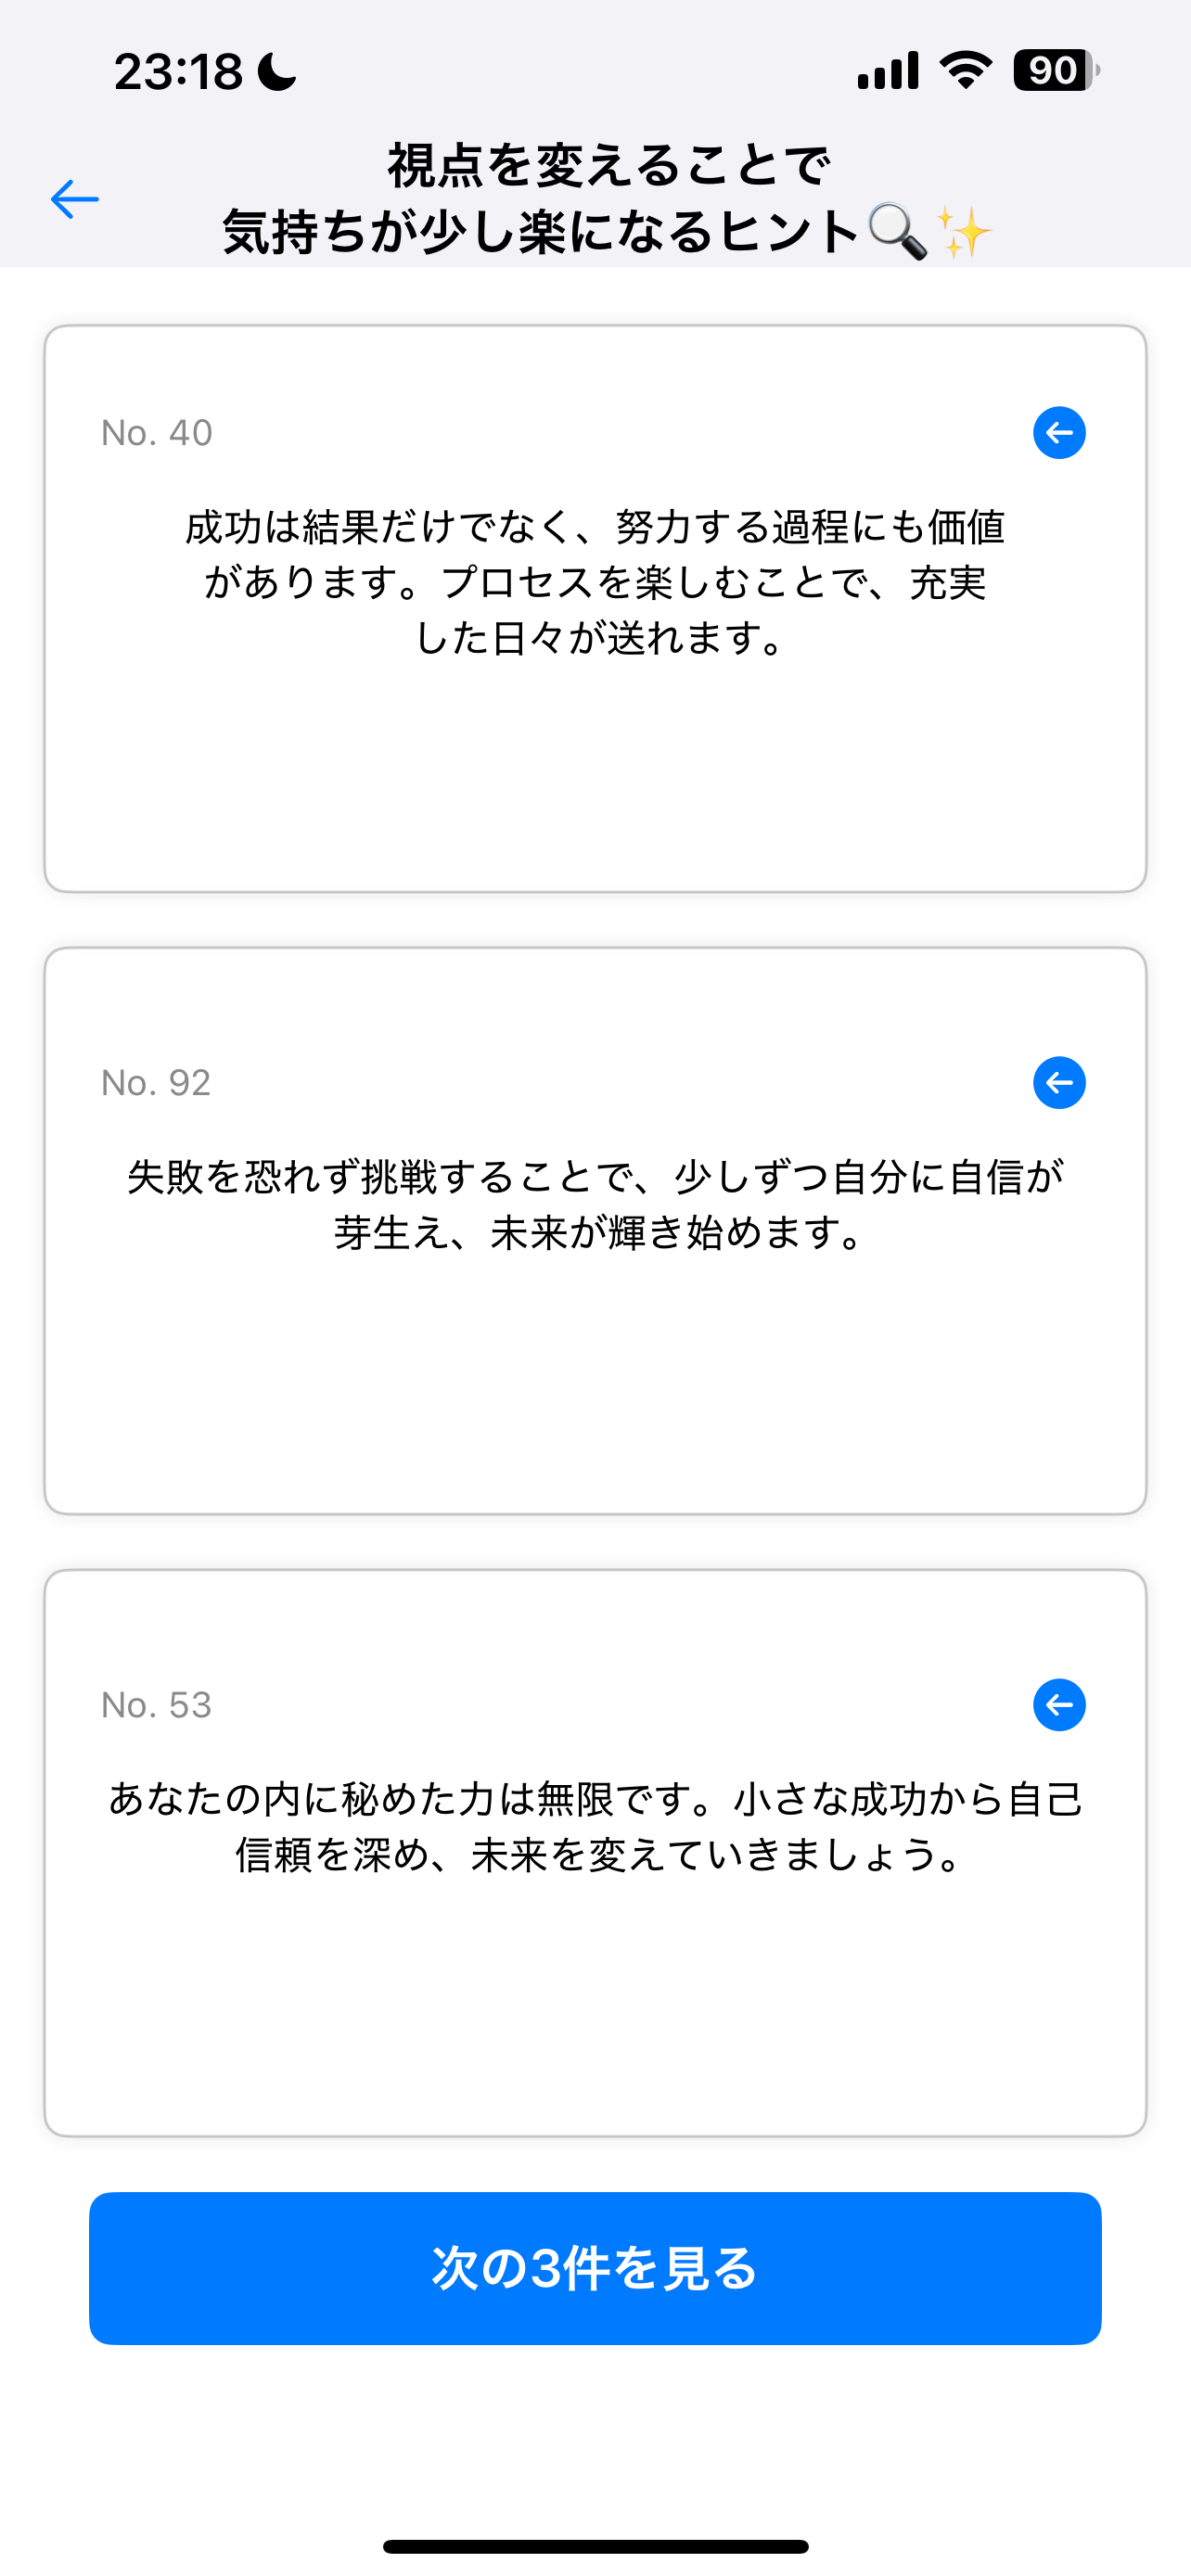 23:18
90
視点を変えることで
気持ちが少し楽になるヒント🔍✨
No. 40
成功は結果だけでなく、努力する過程にも価値
があります。プロセスを楽しむことで、充実
した日々が送れます。
No. 92
失敗を恐れず挑戦することで、少しずつ自分に自信が
芽生え、未来が輝き始めます。
No. 53
あなたの内に秘めた力は無限です。小さな成功から自己
信頼を深め、未来を変えていきましょう。
次の3件を見る